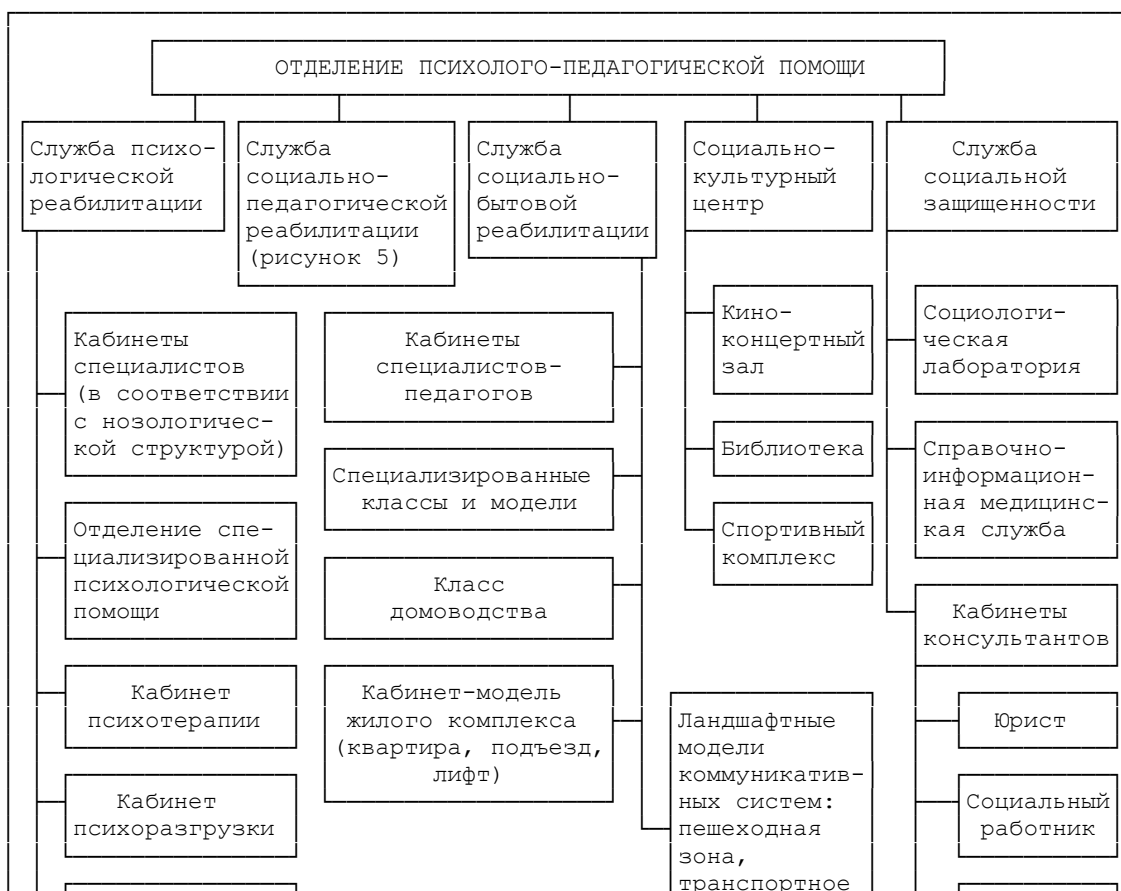 ОТДЕЛЕНИЕ ПСИХОЛОГО-ПЕДАГОГИЧЕСКОЙ ПОМОЩИ
Служба психо-
логической
реабилитации
Служба
социально-
педагогической
реабилитации
(рисунок 5)
Служба
социально-
бытовой
реабилитации
Социально-
культурный
центр
Служба
социальной
защищенности
Кабинеты
специалистов
(в соответствии
с нозологичес-
кой структурой)
Отделение спе-
циализированной
психологической
помощи
Кабинет
психотерапии
Кабинет
психоразгрузки
Кабинеты
специалистов-
педагогов
Специализированные
классы и модели
Класс
домоводства
Кабинет-модель
жилого комплекса
(квартира, подъезд,
лифт)
Ландшафтные
модели
коммуникатив-
ных систем:
пешеходная
зона,
транспортное
Кино-
концертный
зал
Библиотека
Спортивный
комплекс
Социологи-
ческая
лаборатория
Справочно-
информацион-
ная медицинс-
кая служба
Кабинеты
консультантов
Юрист
Социальный
работник